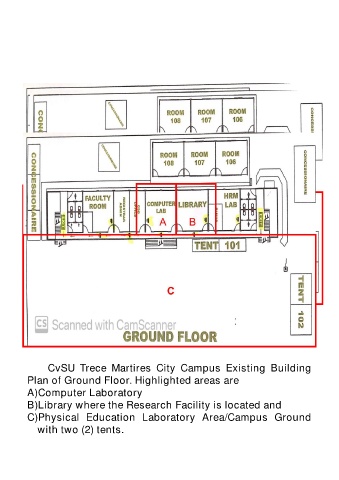 ROOM 108
ROOM 107
ROOM 106
CON
CONCESSIONAIRE
ROOM 108
ROOM 107
ROOM 106
CONCESSIONAIRE
CONCESSIONAIRE
FACULTY ROOM
COMPUTER LAB
A
LIBRARY
B
HRM LAB
TENT 101
C
TENT 102
CS Scanned with CamScanner
GROUND FLOOR
CvSU Trece Martires City Campus Existing Building
Plan of Ground Floor. Highlighted areas are
A)Computer Laboratory
B)Library where the Research Facility is located and
C)Physical Education Laboratory Area/Campus Ground
with two (2) tents.